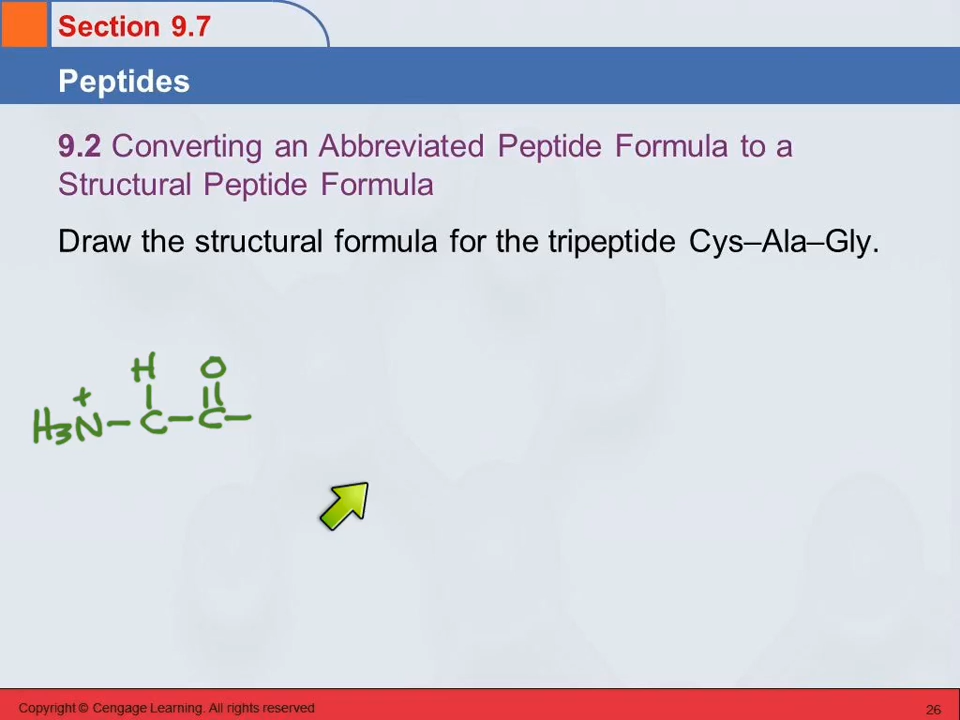 Section 9.7
Peptides
9.2 Converting an Abbreviated Peptide Formula to a
Structural Peptide Formula
Draw the structural formula for the tripeptide Cys–Ala–Gly.
H O
+
H₃N – C – C –
Copyright © Cengage Learning. All rights reserved
26